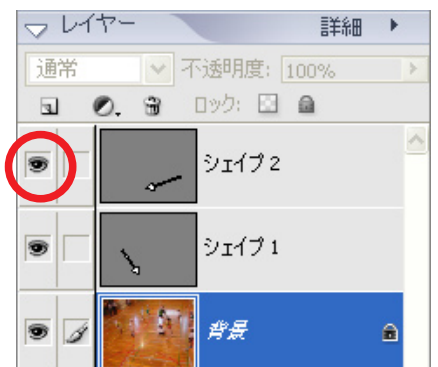 レイヤー 詳細
通常 不透明度: 100%
ロック:
シェイプ 2
シェイプ 1
背景